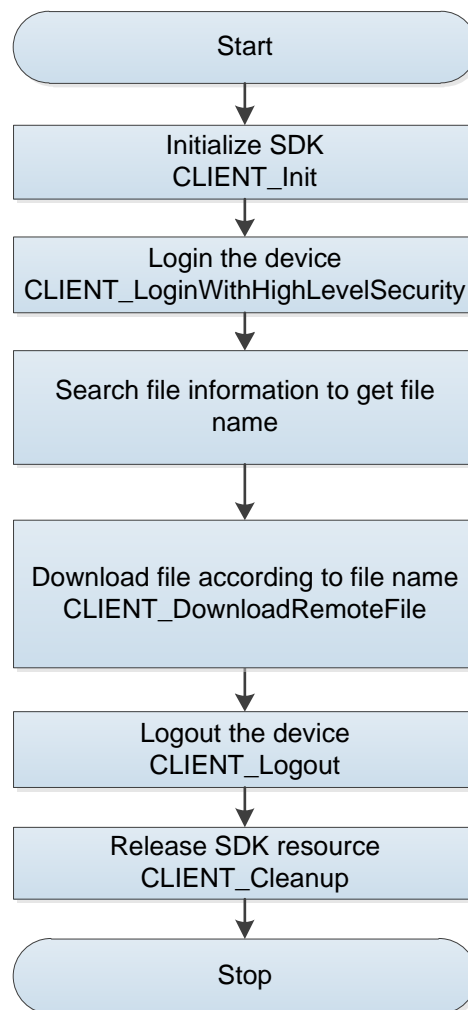 Start
Initialize SDK
CLIENT_Init
Login the device
CLIENT_LoginWithHighLevelSecurity
Search file information to get file
name
Download file according to file name
CLIENT_DownloadRemoteFile
Logout the device
CLIENT_Logout
Release SDK resource
CLIENT_Cleanup
Stop